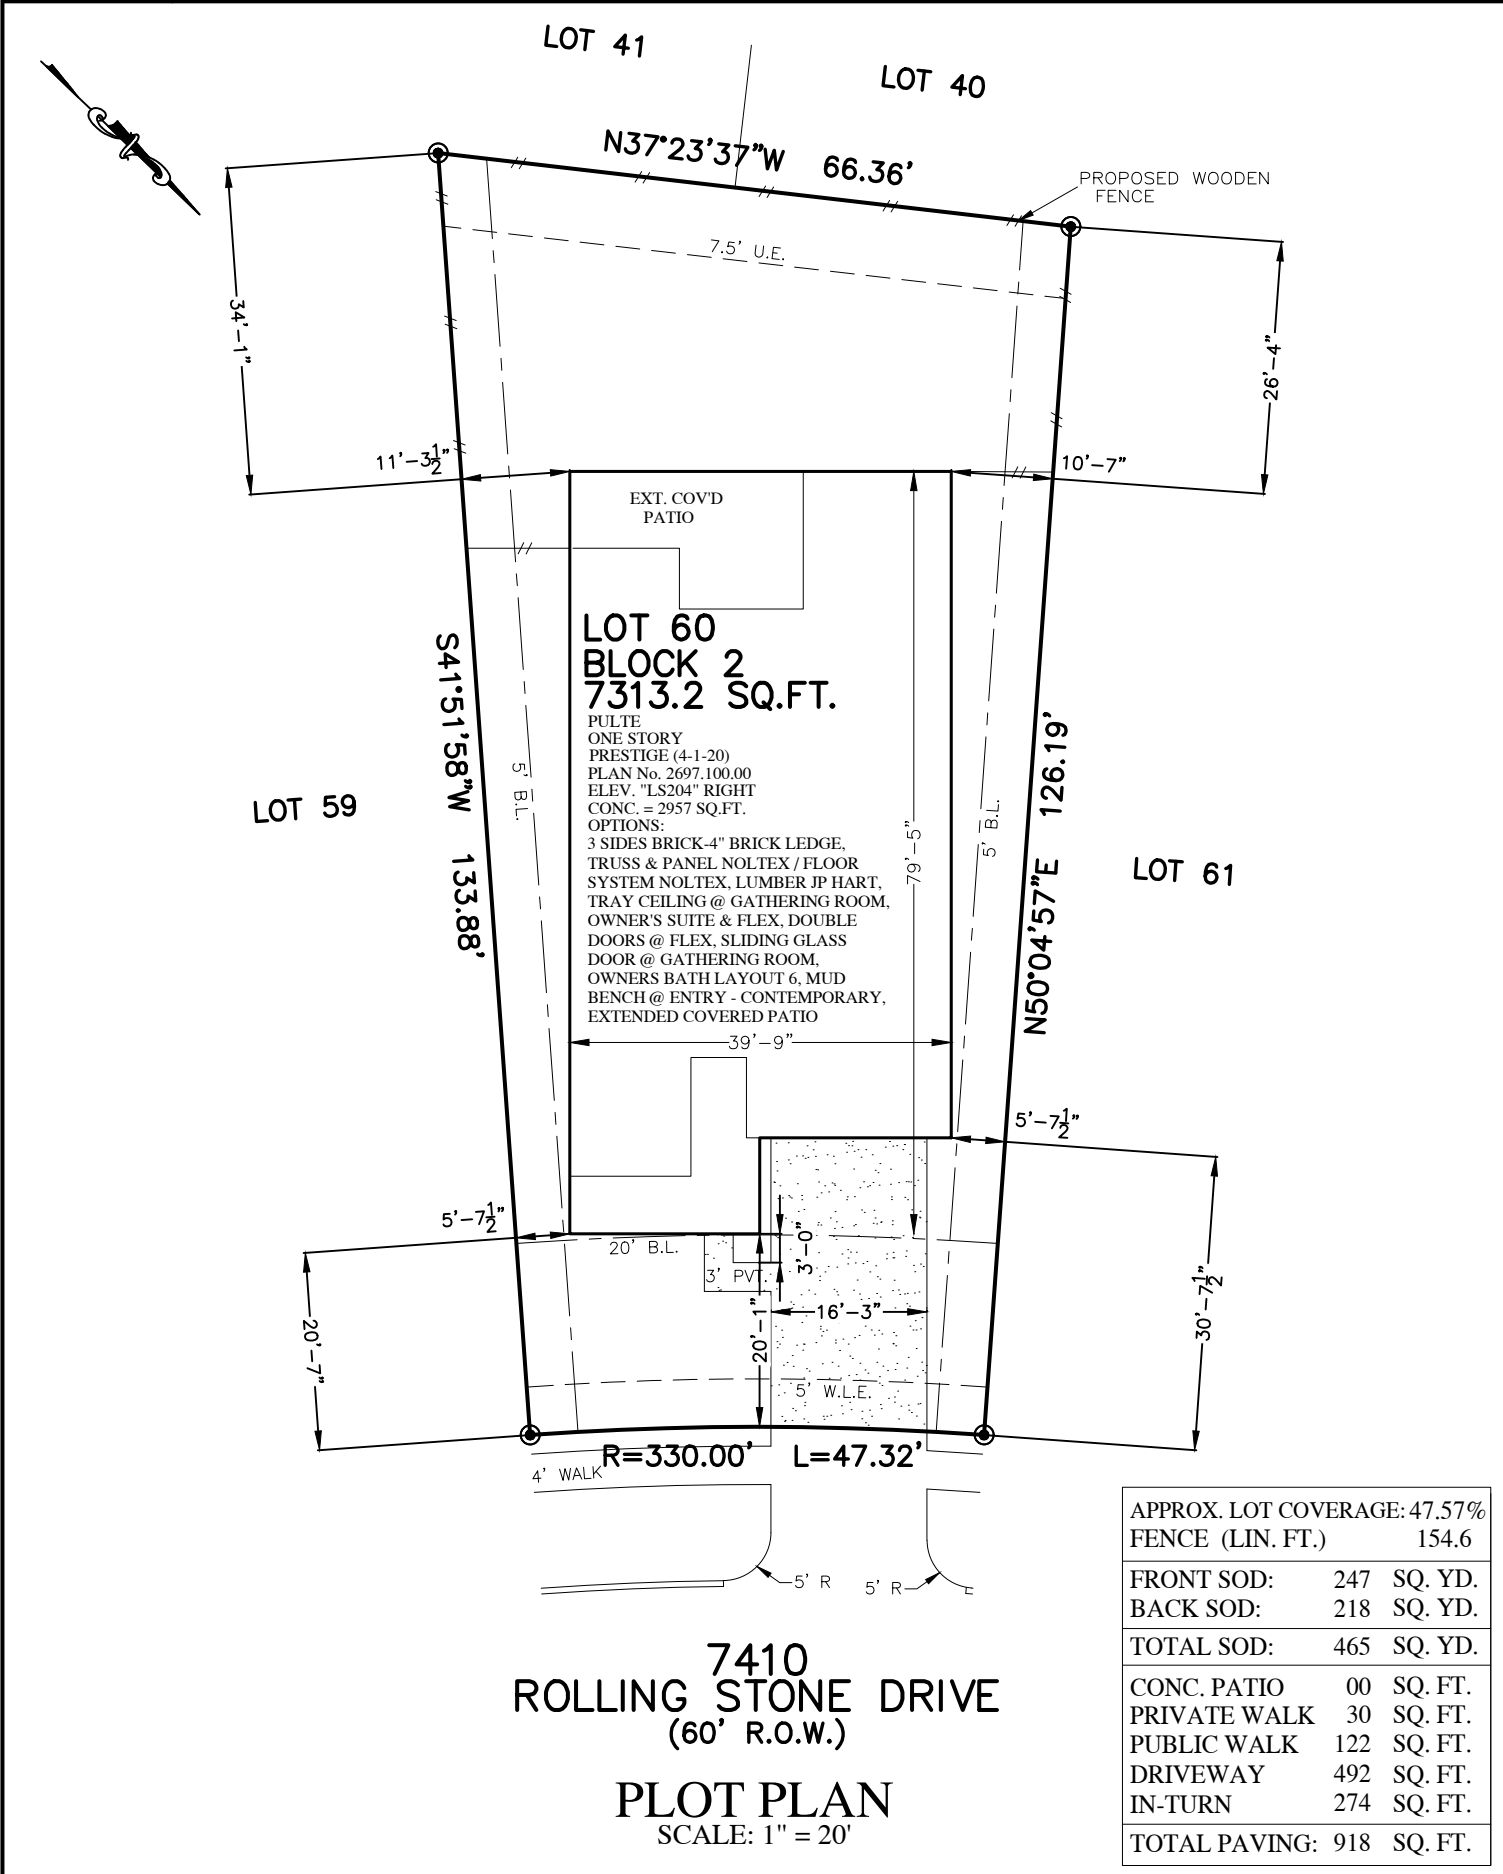 LOT 41
LOT 40
N37°23'37"W 66.36'
PROPOSED WOODEN
FENCE
7.5' U.E.
34'-1"
26'-4"
11'-3 1/2"
10'-7"
EXT. COV'D
PATIO
LOT 60
BLOCK 2
7313.2 SQ.FT.
PULTE
ONE STORY
PRESTIGE (4-1-20)
PLAN No. 2697.100.00
ELEV. "LS204" RIGHT
CONC. = 2957 SQ.FT.
OPTIONS:
3 SIDES BRICK-4" BRICK LEDGE,
TRUSS & PANEL NOLTEX / FLOOR
SYSTEM NOLTEX, LUMBER JP HART,
TRAY CEILING @ GATHERING ROOM,
OWNER'S SUITE & FLEX, DOUBLE
DOORS @ FLEX, SLIDING GLASS
DOOR @ GATHERING ROOM,
OWNERS BATH LAYOUT 6, MUD
BENCH @ ENTRY - CONTEMPORARY,
EXTENDED COVERED PATIO
S41°51'58"W 133.88'
5' B.L.
LOT 59
79'-5"
5' B.L.
N50°04'57"E 126.19'
LOT 61
39'-9"
5'-7 1/2"
5'-7 1/2"
20' B.L.
3' PVT.
3'-0"
20'-1"
16'-3"
20'-7"
30'-7 1/2"
5' W.L.E.
R=330.00' L=47.32'
4' WALK
5' R
5' R
7410
ROLLING STONE DRIVE
(60' R.O.W.)
PLOT PLAN
SCALE: 1" = 20'
APPROX. LOT COVERAGE: 47.57%
FENCE (LIN. FT.) 154.6
FRONT SOD: 247 SQ. YD.
BACK SOD: 218 SQ. YD.
TOTAL SOD: 465 SQ. YD.
CONC. PATIO 00 SQ. FT.
PRIVATE WALK 30 SQ. FT.
PUBLIC WALK 122 SQ. FT.
DRIVEWAY 492 SQ. FT.
IN-TURN 274 SQ. FT.
TOTAL PAVING: 918 SQ. FT.